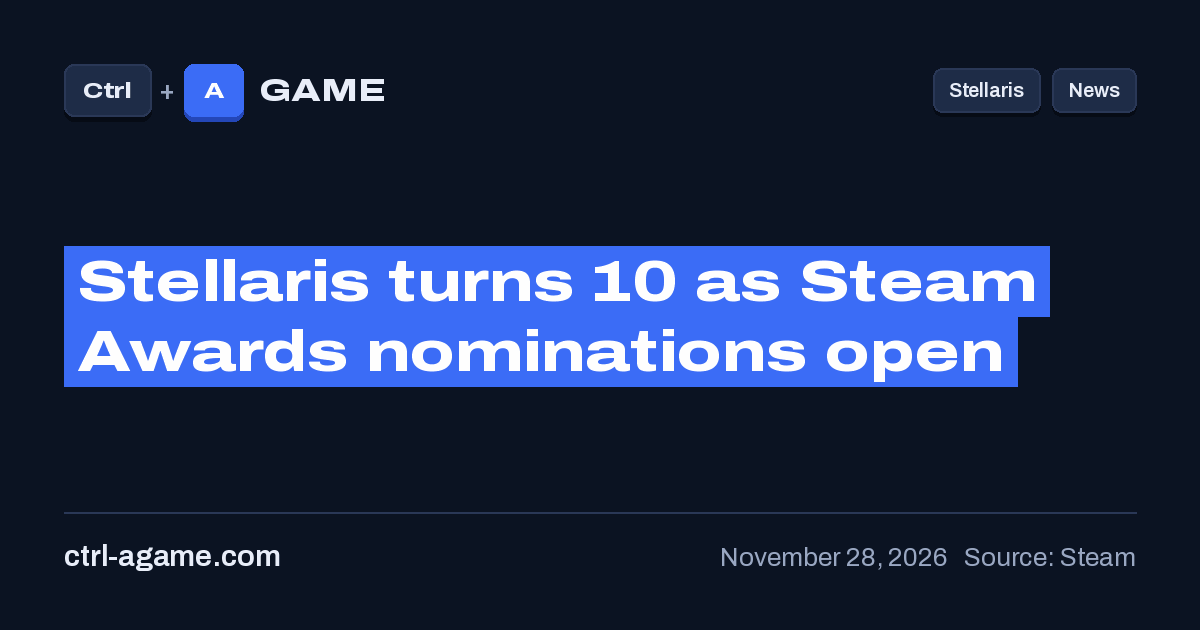 Ctrl + A GAME
Stellaris News
Stellaris turns 10 as Steam
Awards nominations open
ctrl-agame.com
November 28, 2026 Source: Steam